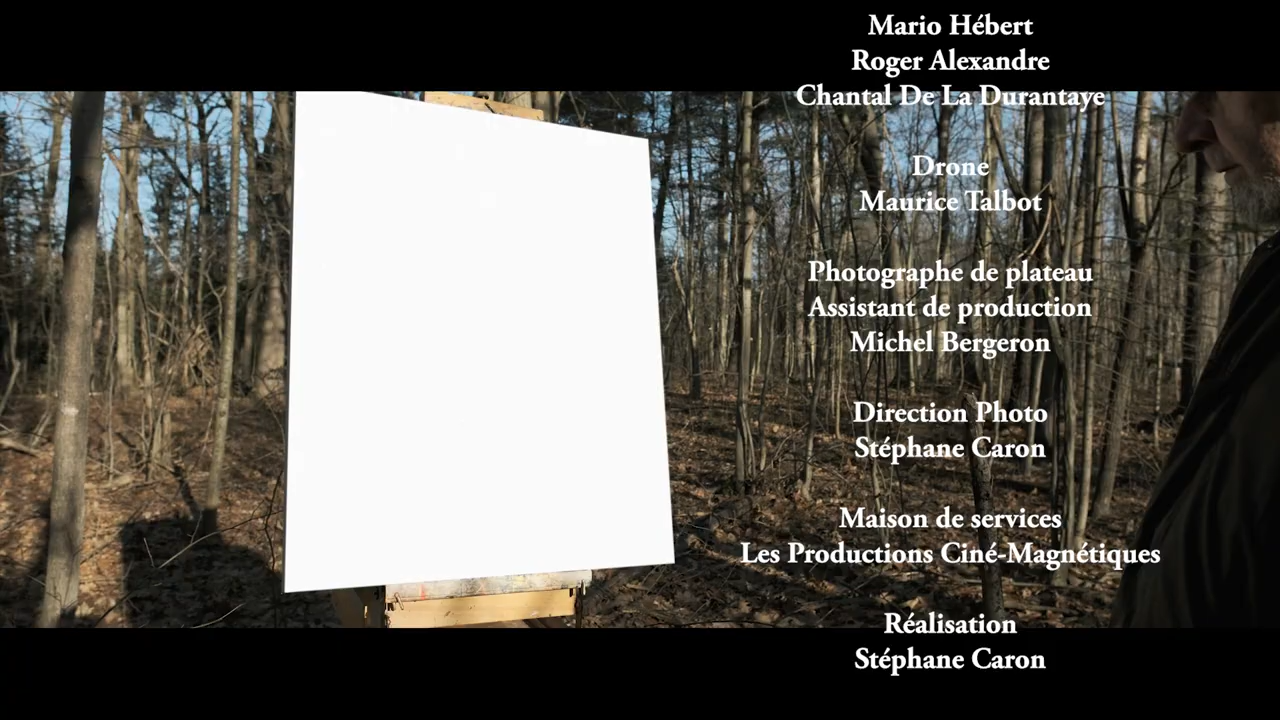 Mario Hébert
Roger Alexandre
Chantal De La Durantaye
Drone
Maurice Talbot
Photographe de plateau
Assistant de production
Michel Bergeron
Direction Photo
Stéphane Caron
Maison de services
Les Productions Ciné-Magnétiques
Réalisation
Stéphane Caron